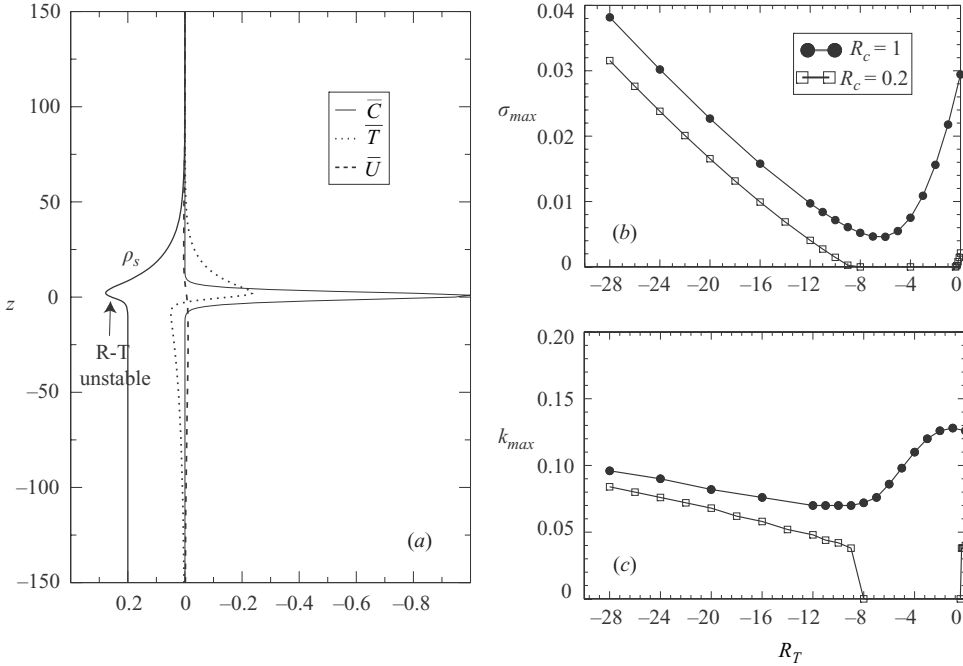 150
100
50
0
–50
–100
–150
z
0.2
0
–0.2
–0.4
–0.6
–0.8
C̅
T̅
U̅
ρs
R-T
unstable
(a)
0.04
0.03
0.02
0.01
0
σmax
Rc = 1
Rc = 0.2
(b)
–28
–24
–20
–16
–12
–8
–4
0
0.20
0.15
0.10
0.05
0
kmax
(c)
–28
–24
–20
–16
–12
–8
–4
0
RT